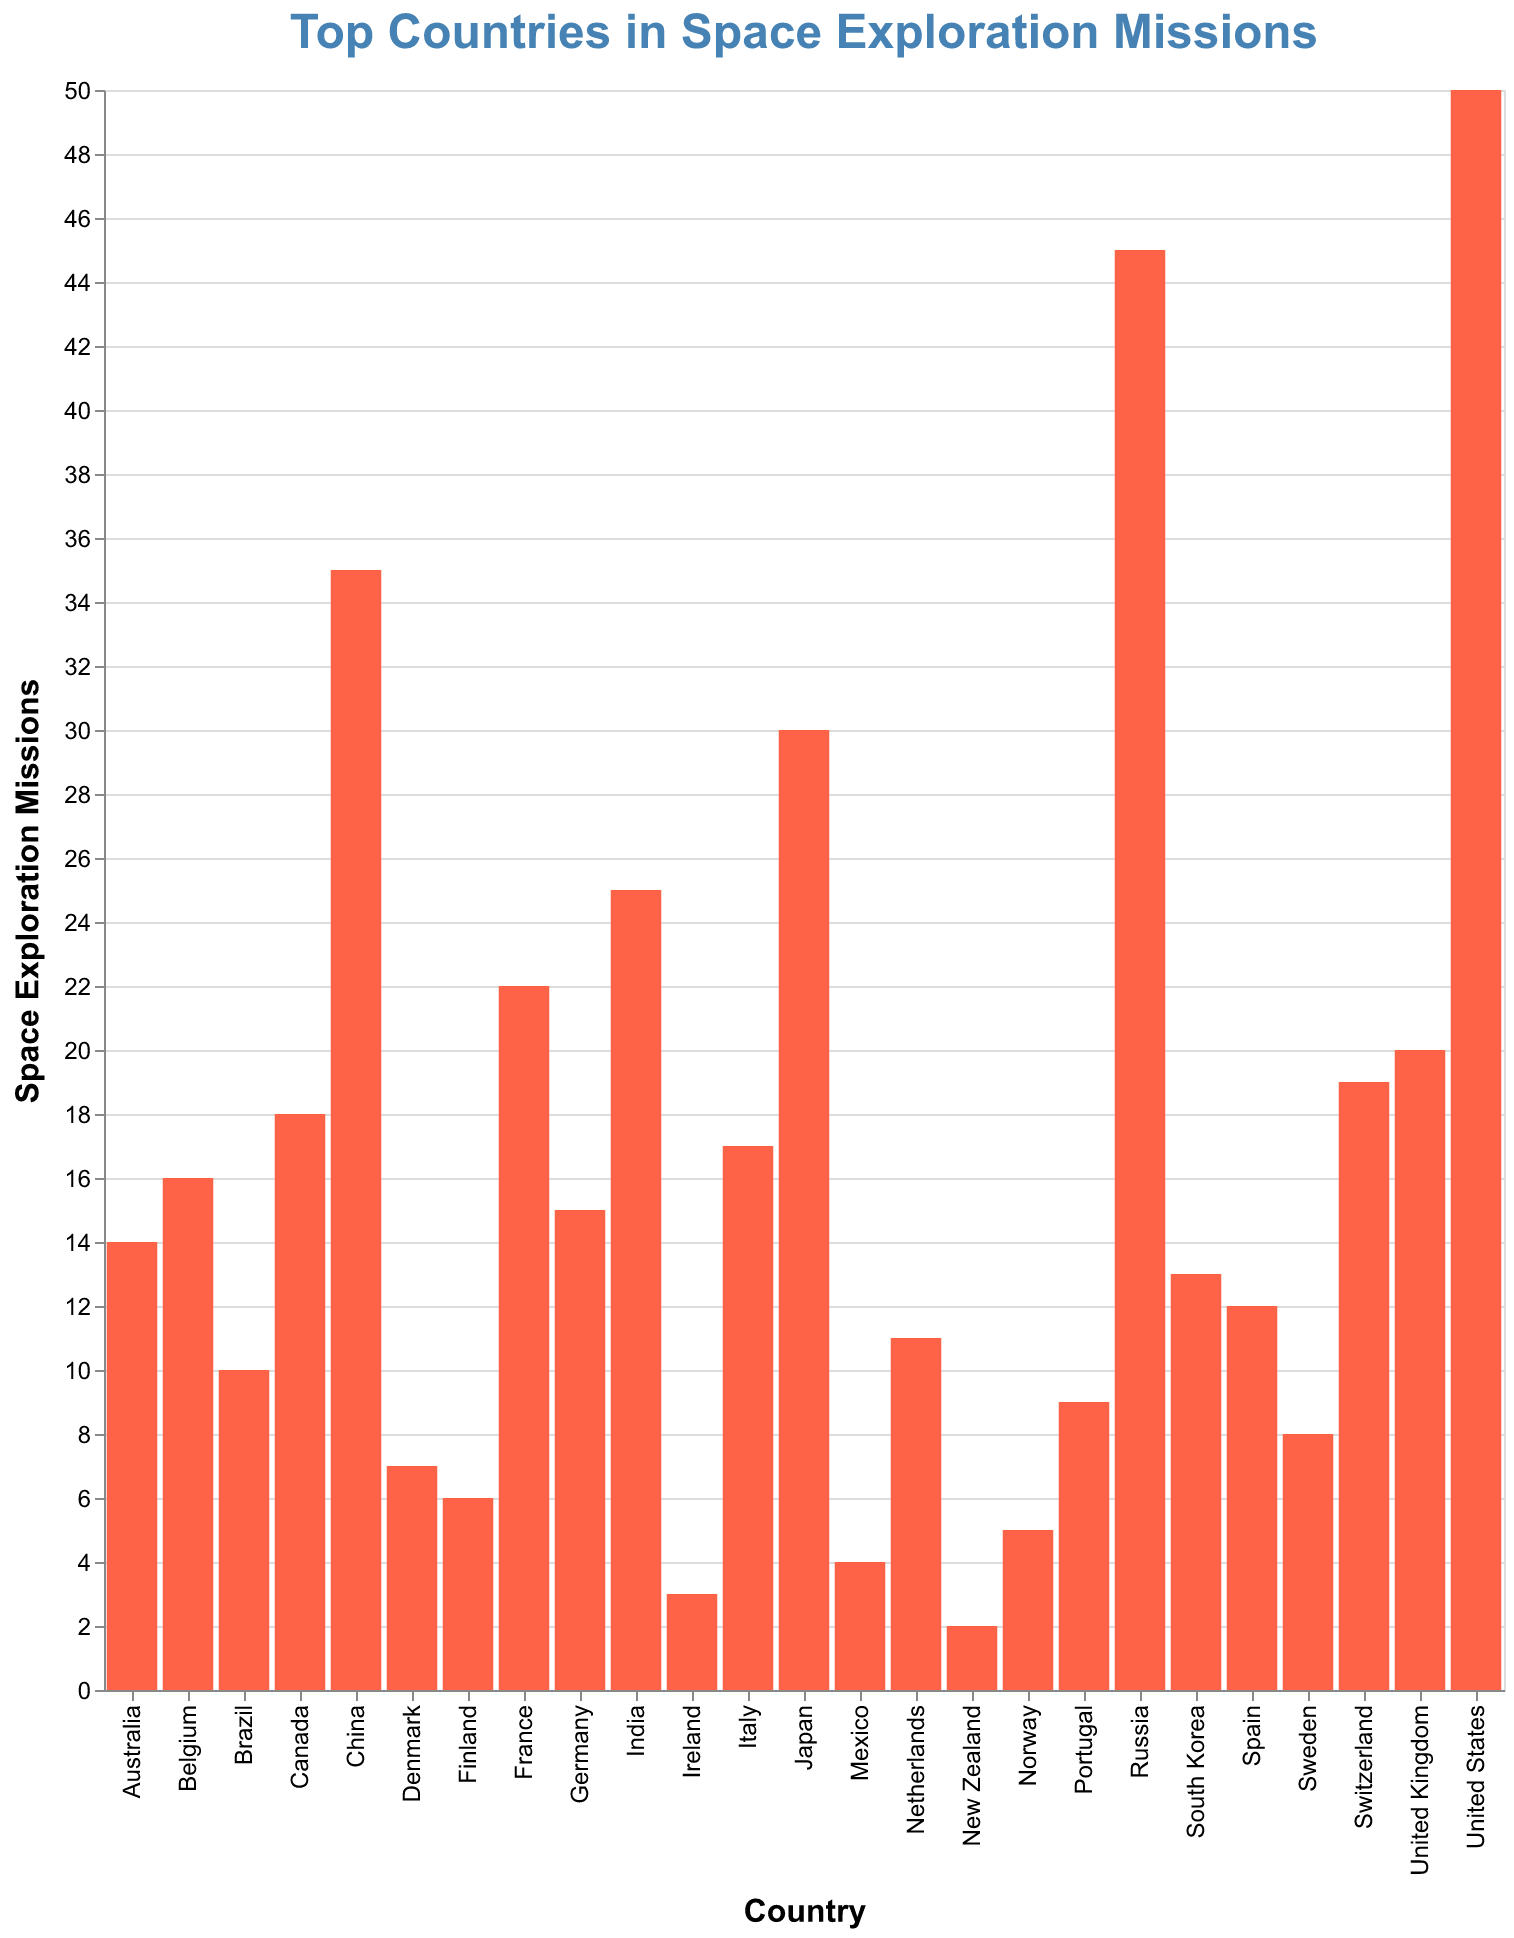 Top Countries in Space Exploration Missions
50
48
46
44
42
40
38
36
34
32
30
28
26
24
22
20
18
16
14
12
10
8
6
4
2
0
Space Exploration Missions
Australia
Belgium
Brazil
Canada
China
Denmark
Finland
France
Germany
India
Ireland
Italy
Japan
Mexico
Netherlands
New Zealand
Norway
Portugal
Russia
South Korea
Spain
Sweden
Switzerland
United Kingdom
United States
Country